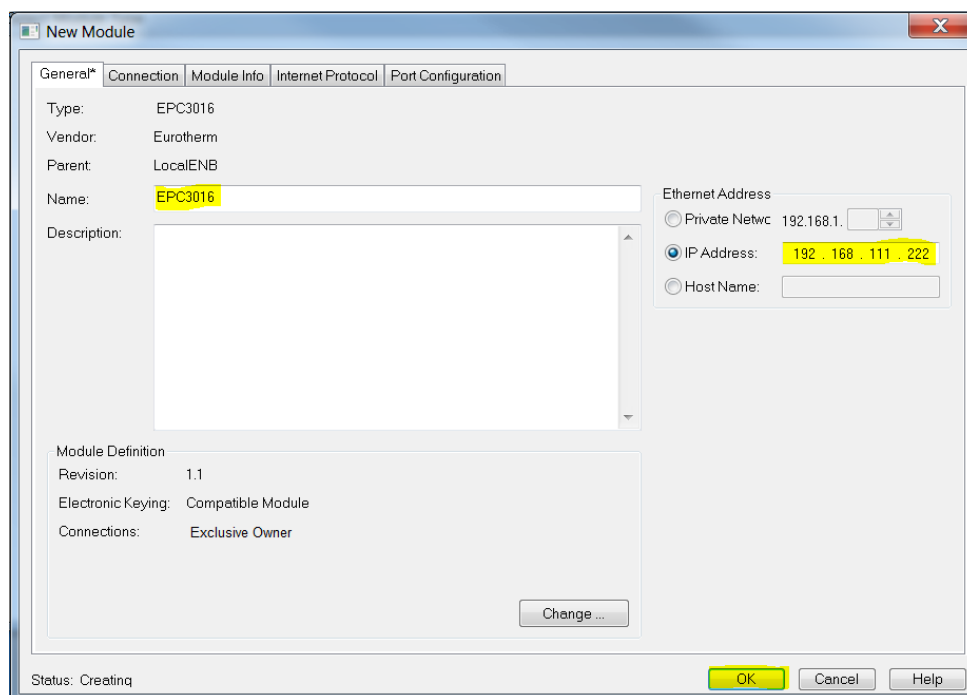 New Module
General* Connection Module Info Internet Protocol Port Configuration
Type: EPC3016
Vendor: Eurotherm
Parent: LocalENB
Name: EPC3016
Description:
Ethernet Address
Private Netwc 192.168.1.
IP Address: 192 . 168 . 111 . 222
Host Name:
Module Definition
Revision: 1.1
Electronic Keying: Compatible Module
Connections: Exclusive Owner
Change ...
Status: Creating
OK Cancel Help